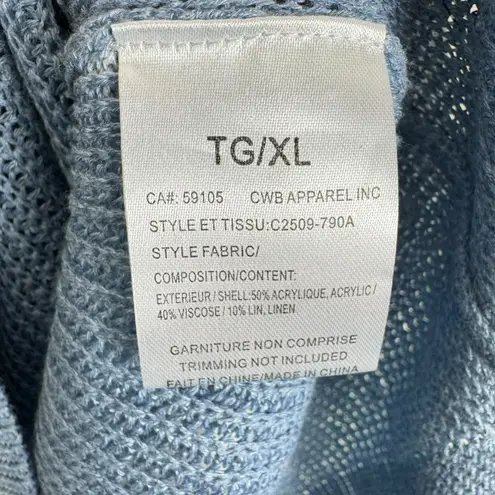 TG/XL
CA#: 59105 CWB APPAREL INC
STYLE ET TISSU:C2509-790A
STYLE FABRIC/
COMPOSITION/CONTENT:
EXTERIEUR/SHELL:50% ACRYLIQUE, ACRYLIC/
40% VISCOSE/10% LIN, LINEN
GARNITURE NON COMPRISE
TRIMMING NOT INCLUDED
FAIT EN CHINE/MADE IN CHINA